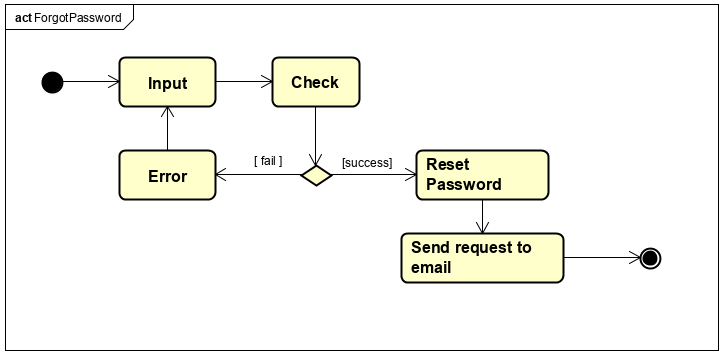 act ForgotPassword
Input
Check
Error
[ fail ]
[success]
Reset
Password
Send request to
email